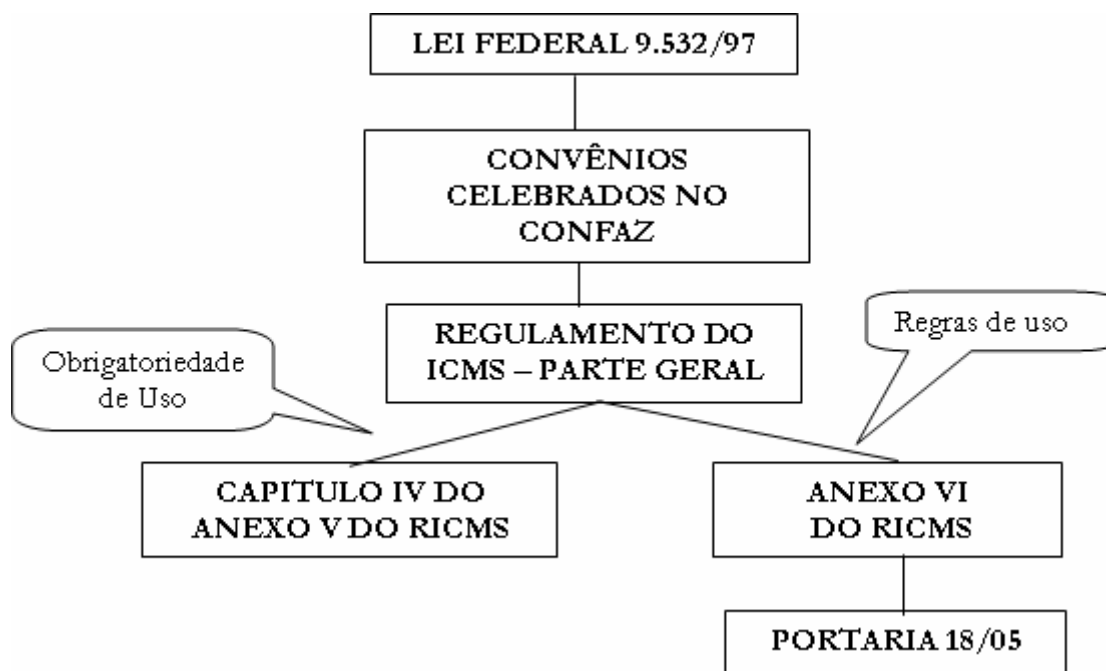 LEI FEDERAL 9.532/97
CONVÊNIOS
CELEBRADOS NO
CONFAZ
REGULAMENTO DO
ICMS – PARTE GERAL
Regras de uso
Obrigatoriedade
de Uso
CAPITULO IV DO
ANEXO V DO RICMS
ANEXO VI
DO RICMS
PORTARIA 18/05